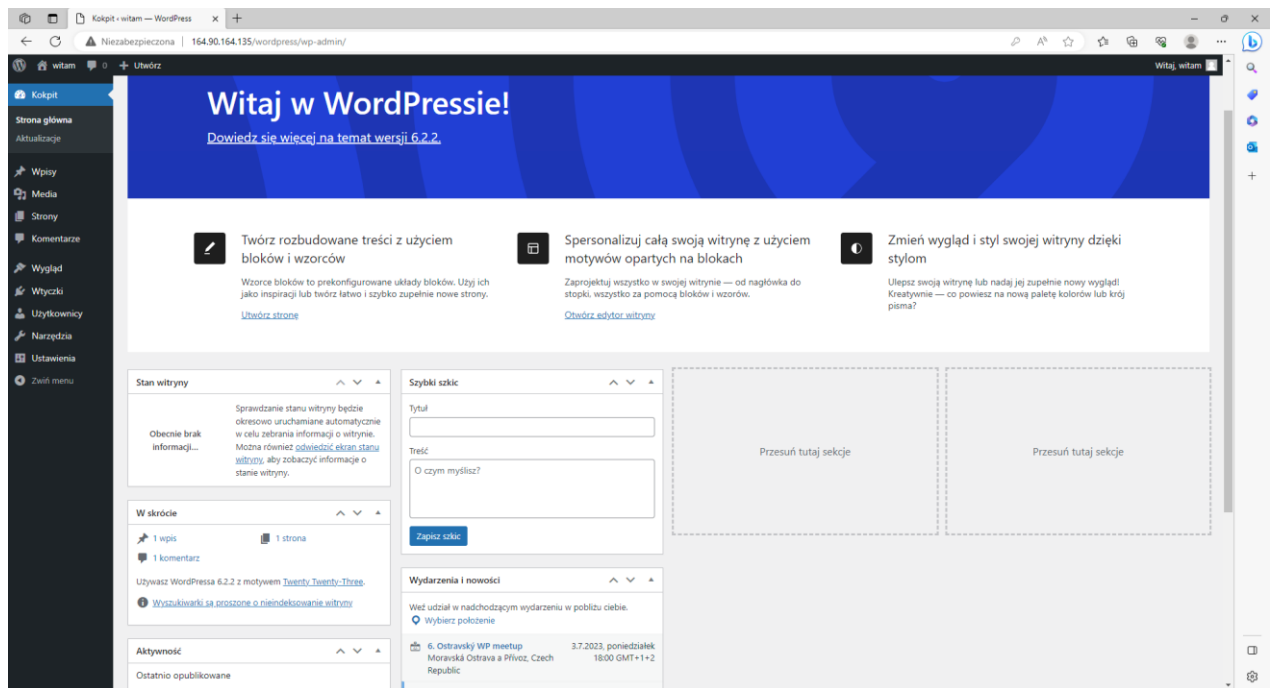 Kokpit ‹ witam — WordPress
Niezabezpieczona | 164.90.164.135/wordpress/wp-admin/
witam 0 + Utwórz
Witaj, witam
Kokpit
Strona główna
Aktualizacje
Wpisy
Media
Strony
Komentarze
Wygląd
Wtyczki
Użytkownicy
Narzędzia
Ustawienia
Zwiń menu
Witaj w WordPressie!
Dowiedz się więcej na temat wersji 6.2.2.
Twórz rozbudowane treści z użyciem
bloków i wzorców
Wzorce bloków to prekonfigurowane układy bloków. Użyj ich
jako inspiracji lub twórz łatwo i szybko zupełnie nowe strony.
Utwórz stronę
Spersonalizuj całą swoją witrynę z użyciem
motywów opartych na blokach
Zaprojektuj wszystko w swojej witrynie — od nagłówka do
stopki, wszystko za pomocą bloków i wzorów.
Otwórz edytor witryny
Zmień wygląd i styl swojej witryny dzięki
stylom
Ulepsz swoją witrynę lub nadaj jej zupełnie nowy wygląd!
Kreatywnie — co powiesz na nową paletę kolorów lub krój
pisma?
Stan witryny
Obecnie brak
informacji...
Sprawdzanie stanu witryny będzie
okresowo uruchamiane automatycznie
w celu zebrania informacji o witrynie.
Można również odwiedzić ekran stanu
witryny, aby zobaczyć informacje o
stanie witryny.
W skrócie
1 wpis
1 strona
1 komentarz
Używasz WordPressa 6.2.2 z motywem Twenty Twenty-Three.
Wyszukiwarki są proszone o nieindeksowanie witryny
Aktywność
Ostatnio opublikowane
Szybki szkic
Tytuł
Treść
O czym myślisz?
Zapisz szkic
Wydarzenia i nowości
Weź udział w nadchodzącym wydarzeniu w pobliżu ciebie.
Wybierz położenie
6. Ostravský WP meetup
Moravská Ostrava a Přívoz, Czech
Republic
3.7.2023, poniedziałek
18:00 GMT+1+2
Przesuń tutaj sekcje
Przesuń tutaj sekcje